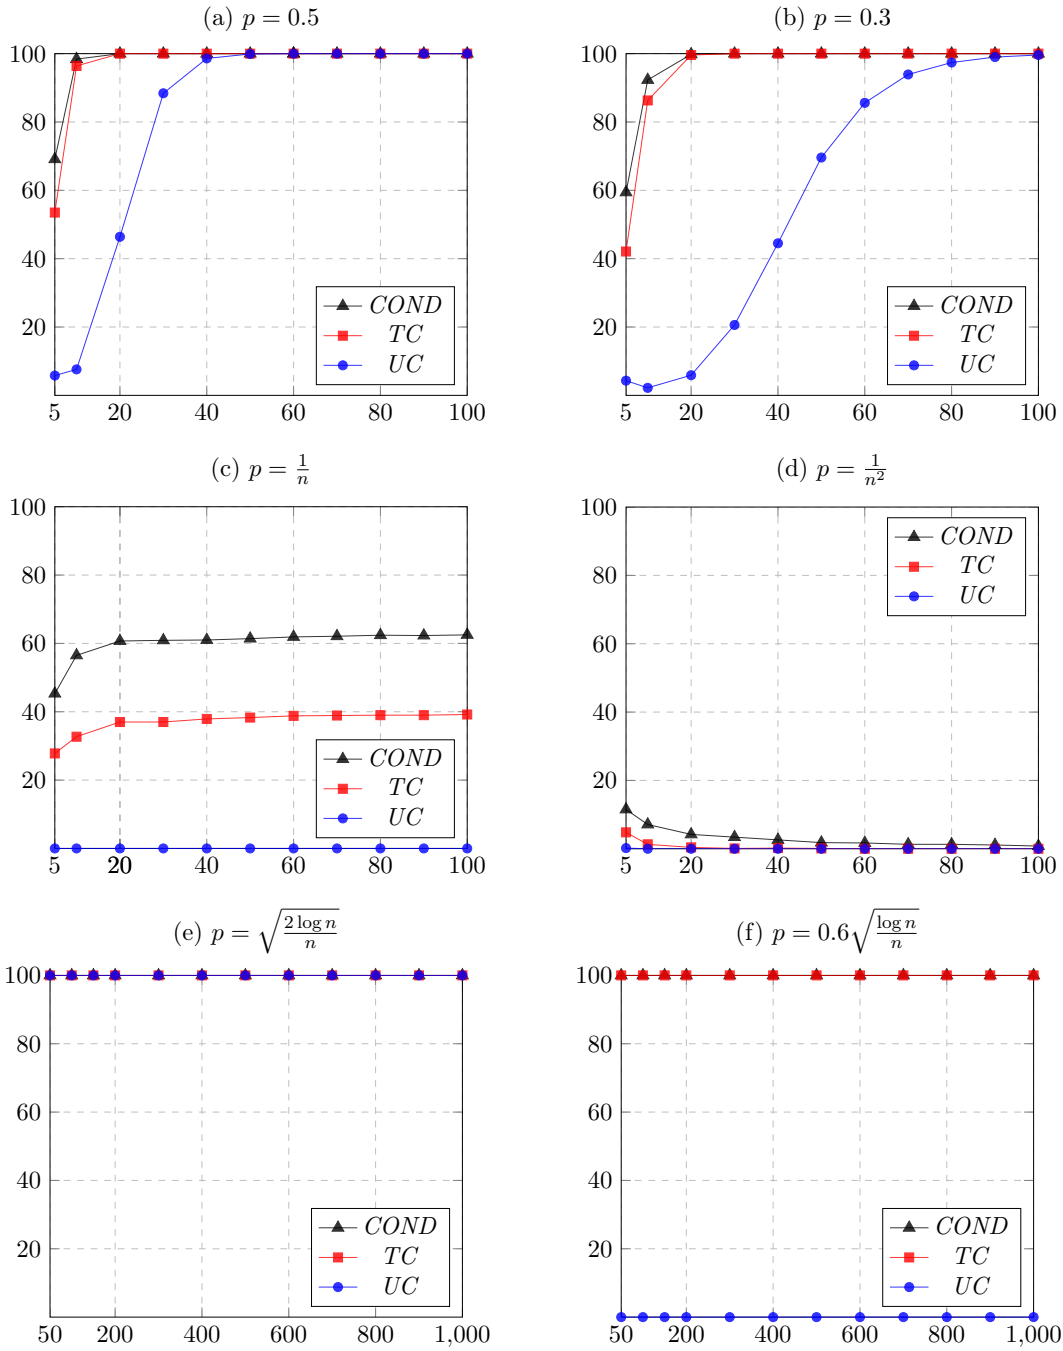 (a) p = 0.5
100
80
60
40
20
5 20 40 60 80 100
COND
TC
UC
(b) p = 0.3
100
80
60
40
20
5 20 40 60 80 100
COND
TC
UC
(c) p = 1/n
100
80
60
40
20
5 20 40 60 80 100
COND
TC
UC
(d) p = 1/n²
100
80
60
40
20
5 20 40 60 80 100
COND
TC
UC
(e) p = √(2 log n / n)
100
80
60
40
20
50 200 400 600 800 1,000
COND
TC
UC
(f) p = 0.6√(log n / n)
100
80
60
40
20
50 200 400 600 800 1,000
COND
TC
UC